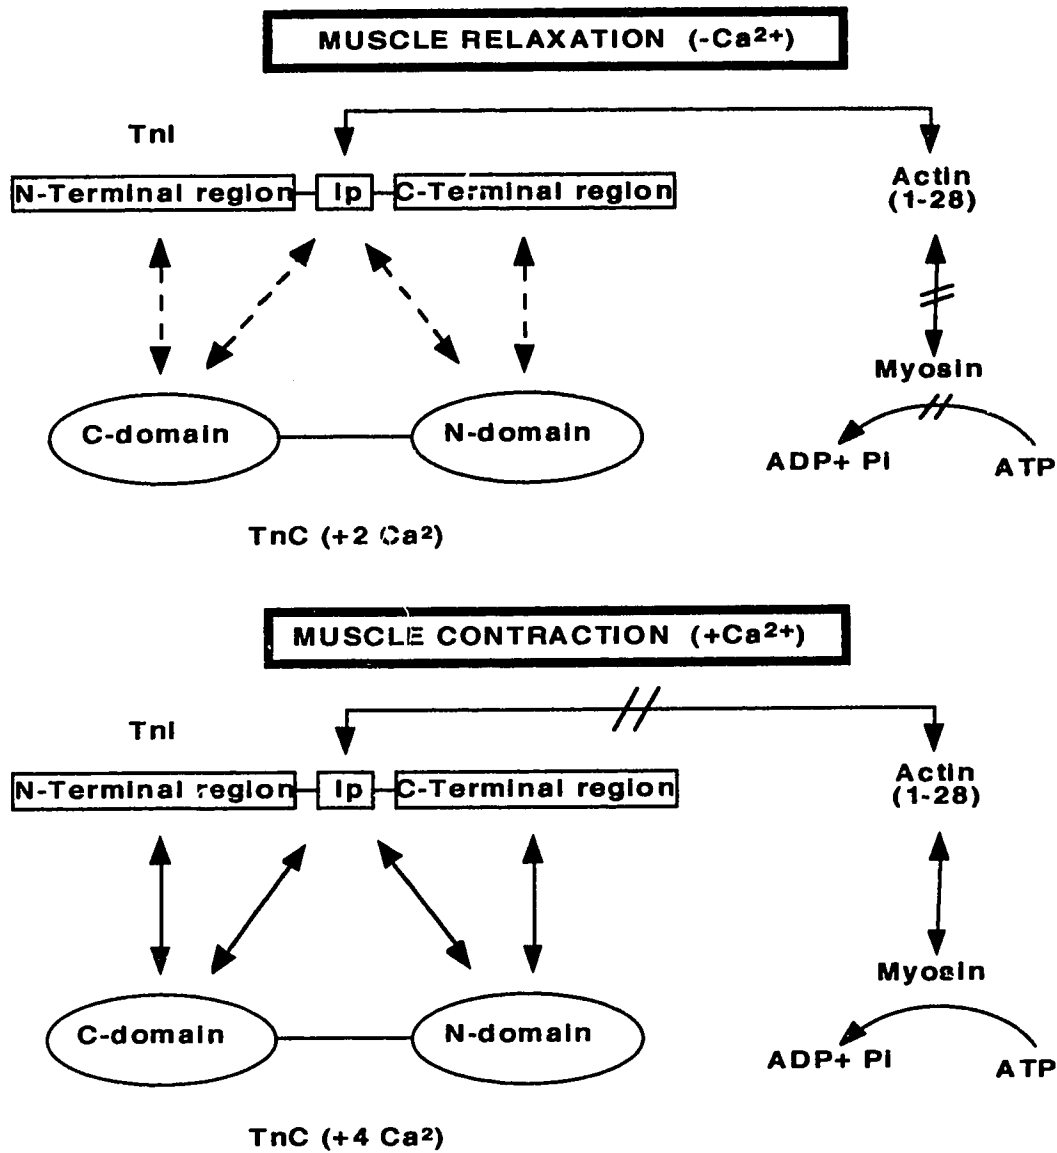 MUSCLE RELAXATION (-Ca²⁺)
TnI
N-Terminal region Ip C-Terminal region
Actin
(1-28)
Myosin
C-domain N-domain
ADP+ Pi ATP
TnC (+2 Ca²)
MUSCLE CONTRACTION (+Ca²⁺)
TnI
N-Terminal region Ip C-Terminal region
Actin
(1-28)
Myosin
C-domain N-domain
ADP+ Pi ATP
TnC (+4 Ca²)